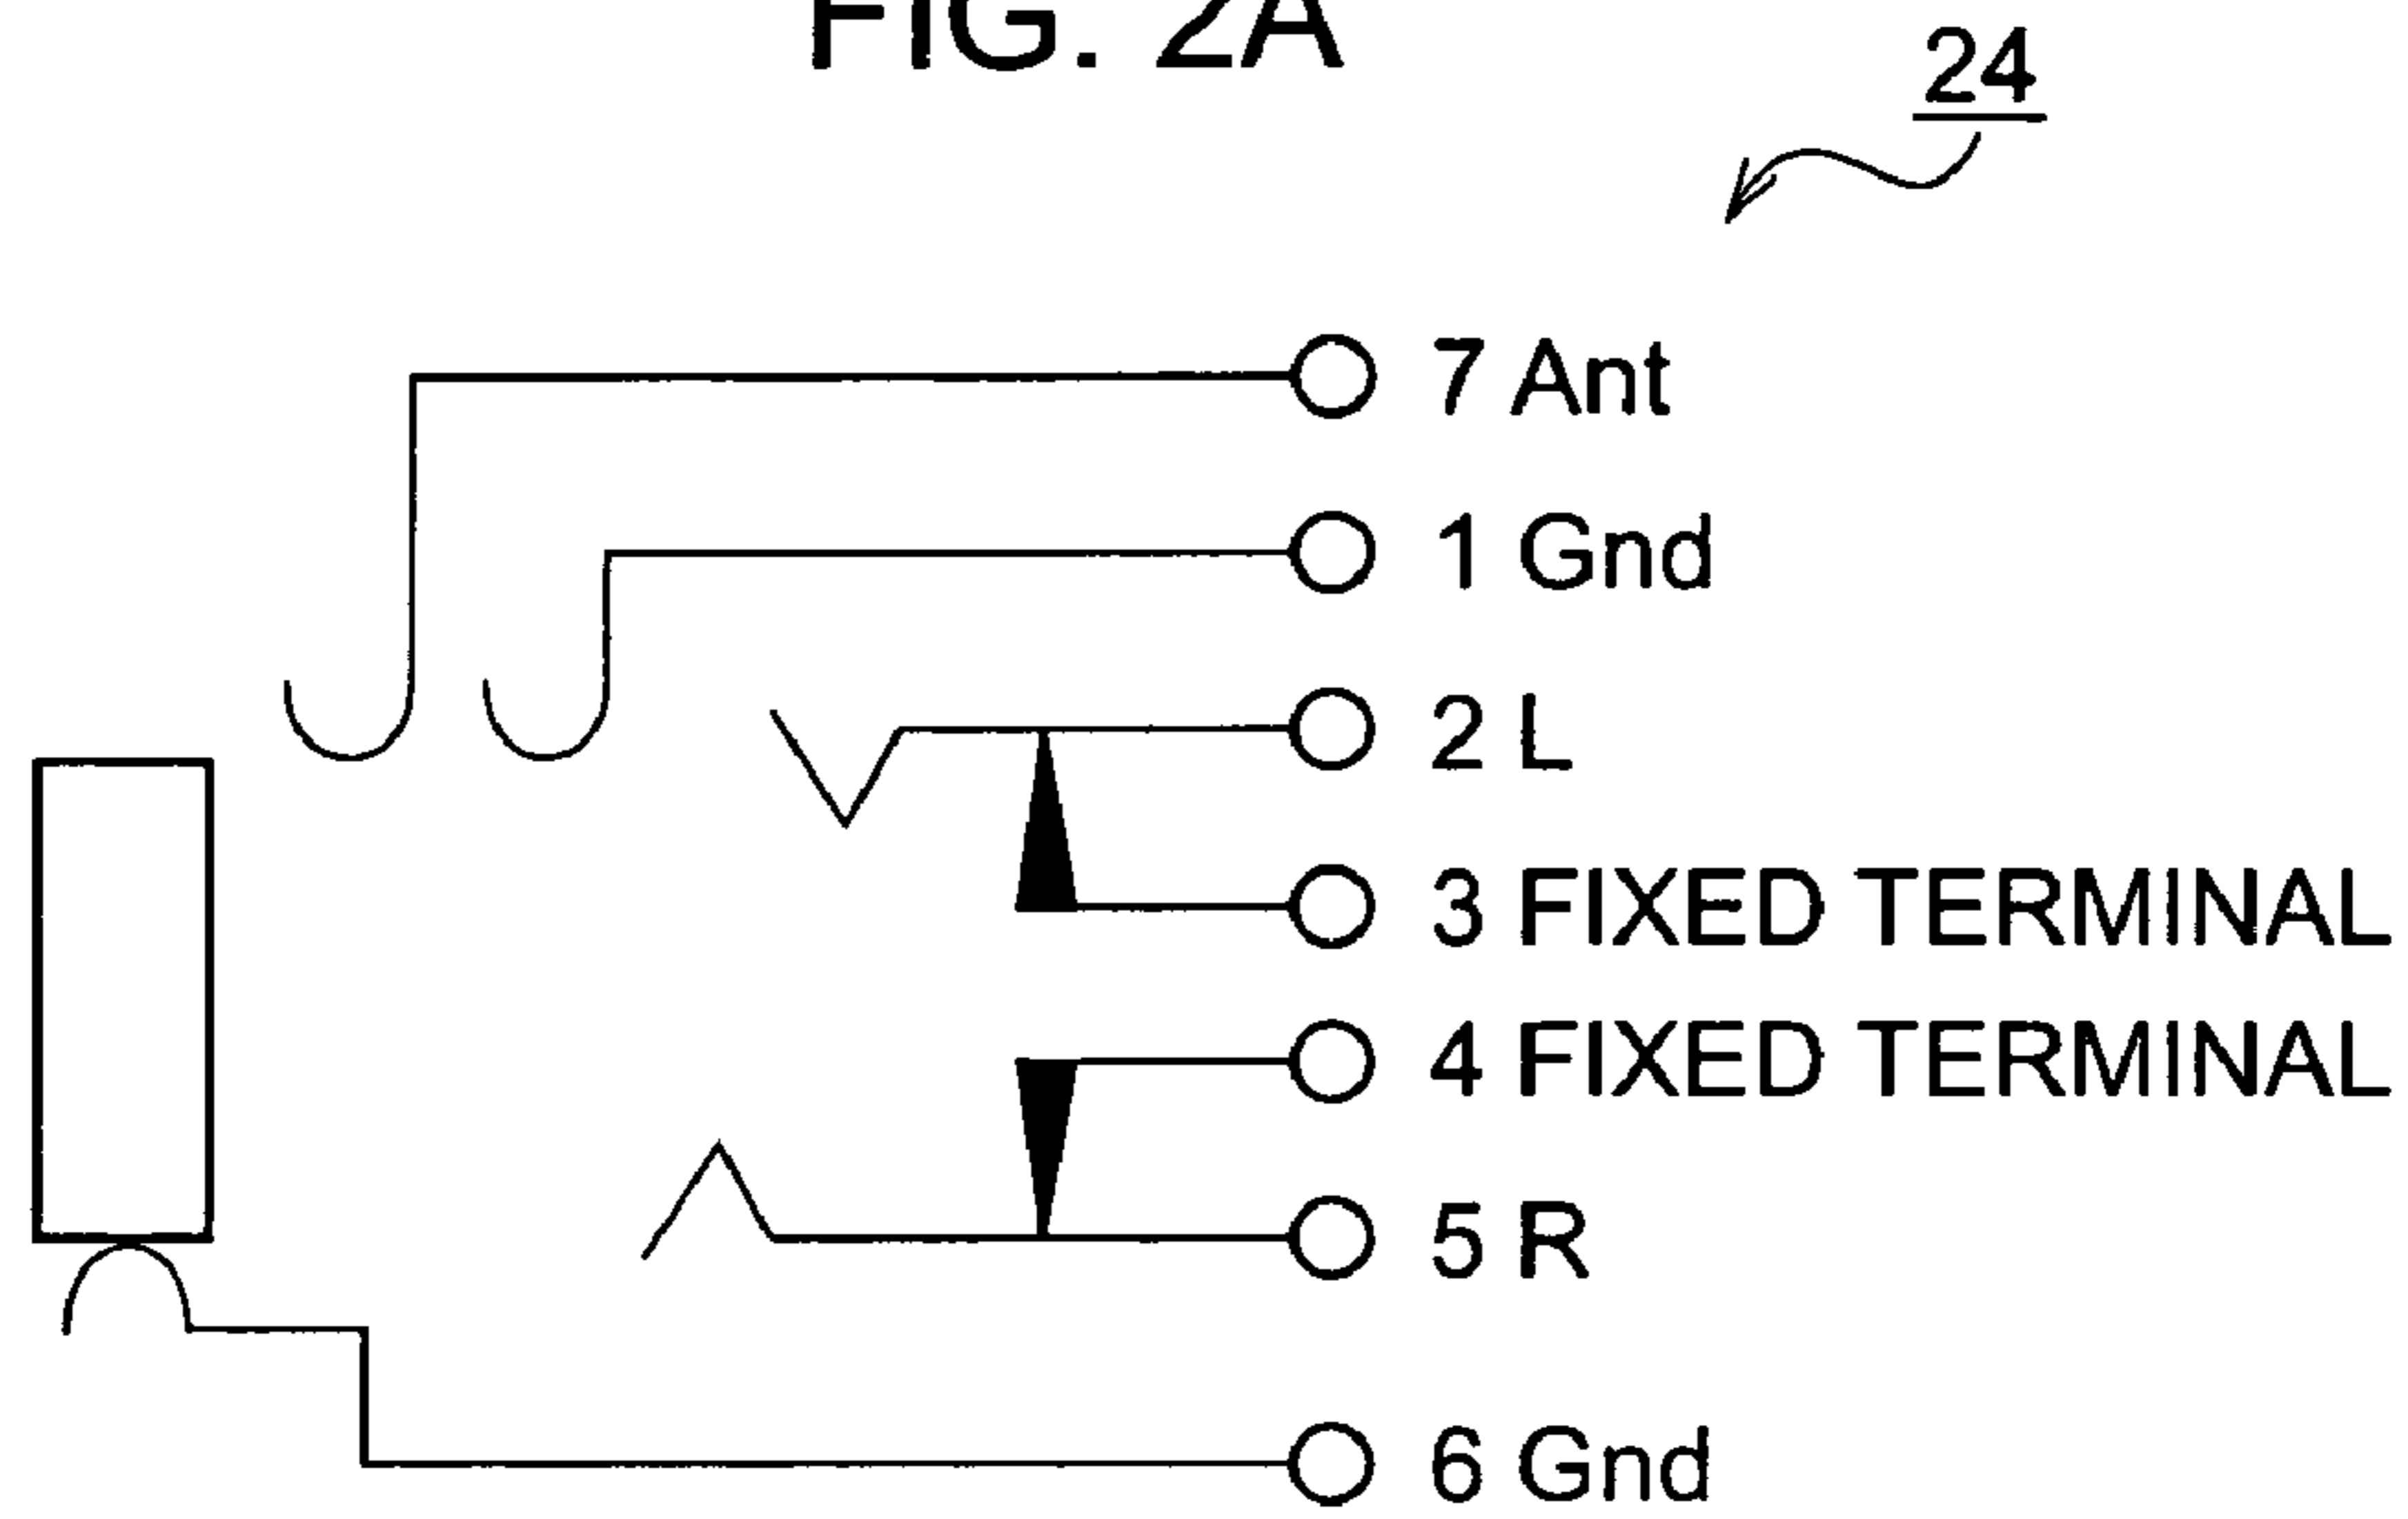 FIG. 2A
24
7 Ant
1 Gnd
2 L
3 FIXED TERMINAL
4 FIXED TERMINAL
5 R
6 Gnd